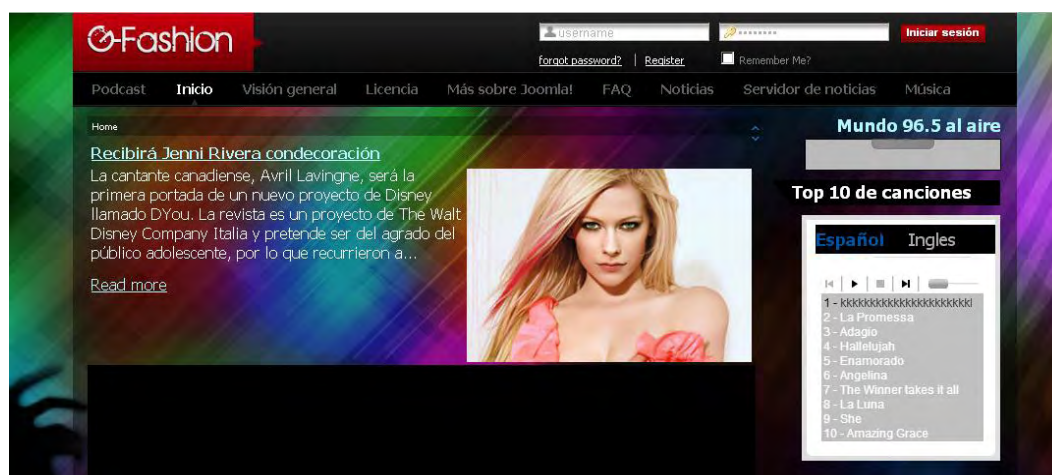 e-Fashion
username
Iniciar sesión
forgot password? | Register
Remember Me?
Podcast Inicio Visión general Licencia Más sobre Joomla! FAQ Noticias Servidor de noticias Música
Home
Recibirá Jenni Rivera condecoración
La cantante canadiense, Avril Lavingne, será la
primera portada de un nuevo proyecto de Disney
llamado DYou. La revista es un proyecto de The Walt
Disney Company Italia y pretende ser del agrado del
público adolescente, por lo que recurrieron a...
Read more
Mundo 96.5 al aire
Top 10 de canciones
Español Ingles
1 - kkkkkkkkkkkkkkkkkkkkkkkl
2 - La Promessa
3 - Adagio
4 - Hallelujah
5 - Enamorado
6 - Angelina
7 - The Winner takes it all
8 - La Luna
9 - She
10 - Amazing Grace